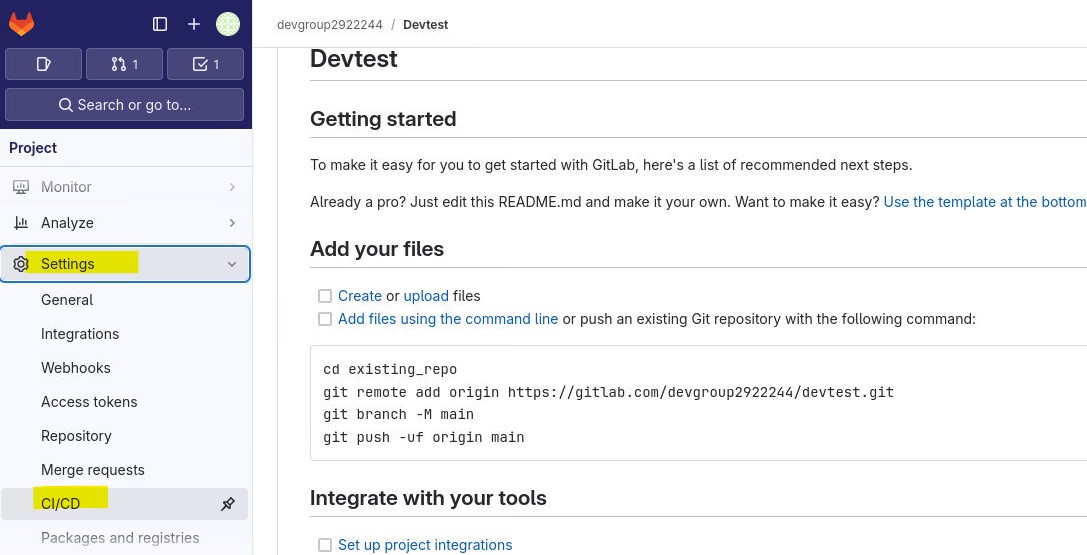 devgroup2922244 / Devtest
1
1
Search or go to...
Project
Monitor
Analyze
Settings
General
Integrations
Webhooks
Access tokens
Repository
Merge requests
CI/CD
Packages and registries
Devtest
Getting started
To make it easy for you to get started with GitLab, here's a list of recommended next steps.
Already a pro? Just edit this README.md and make it your own. Want to make it easy? Use the template at the bottom
Add your files
Create or upload files
Add files using the command line or push an existing Git repository with the following command:
cd existing_repo
git remote add origin https://gitlab.com/devgroup2922244/devtest.git
git branch -M main
git push -uf origin main
Integrate with your tools
Set up project integrations